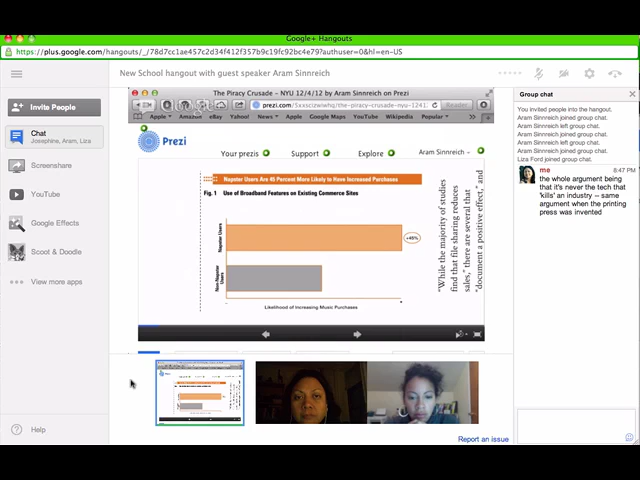 Google+ Hangouts
https://plus.google.com/hangouts/_/78d7cc1ae457c2d34f412f357b9c19fc92bc4e79?authuser=0&hl=en-US
New School hangout with guest speaker Aram Sinnreich
Invite People
Chat
Josephina, Aram, Liza
Screenshare
YouTube
Google Effects
Scoot & Doodle
View more apps
Help
The Piracy Crusade – NYU 12/4/12 by Aram Sinnreich on Prezi
Reader
Apple Amazon eBay Yahoo! Apple Google Maps YouTube Wikipedia Popular
Prezi
Your prezis
Support
Explore
Aram Sinnreich
Napster Users Are 45 Percent More Likely to Have Increased Purchases
Fig. 1 Use of Broadband Features on Existing Commerce Sites
Napster Users
+45%
Non-Napster
Users
Likelihood of Increasing Music Purchases
"While the majority of studies
find that file sharing reduces
sales," there are several that
"document a positive effect," and
Report an issue
Group chat
You invited people into the hangout.
Aram Sinnreich joined group chat.
Aram Sinnreich left group chat.
Aram Sinnreich joined group chat.
Aram Sinnreich left group chat.
Aram Sinnreich joined group chat.
Liza Ford joined group chat.
me 8:47 PM
the whole argument being
that it's never the tech that
'kills' an industry -- same
argument when the printing
press was invented